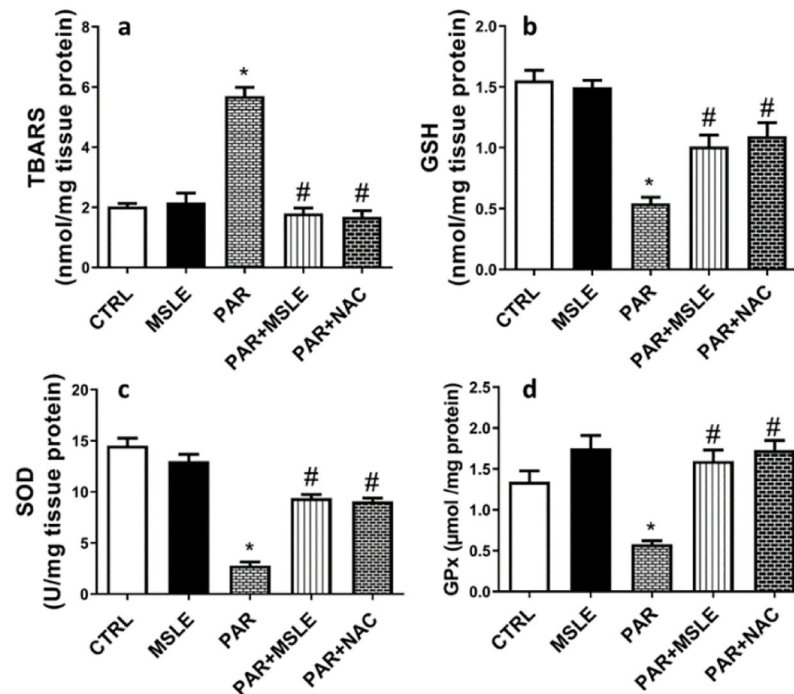 a
TBARS
(nmol/mg tissue protein)
8
6
4
2
0
*
#
#
CTRL
MSLE
PAR
PAR+MSLE
PAR+NAC
b
GSH
(nmol/mg tissue protein)
1.5
1.0
0.5
0.0
*
#
#
CTRL
MSLE
PAR
PAR+MSLE
PAR+NAC
c
SOD
(U/mg tissue protein)
20
15
10
5
0
*
#
#
CTRL
MSLE
PAR
PAR+MSLE
PAR+NAC
d
GPx (µmol /mg protein)
2.5
2.0
1.5
1.0
0.5
0.0
*
#
#
CTRL
MSLE
PAR
PAR+MSLE
PAR+NAC